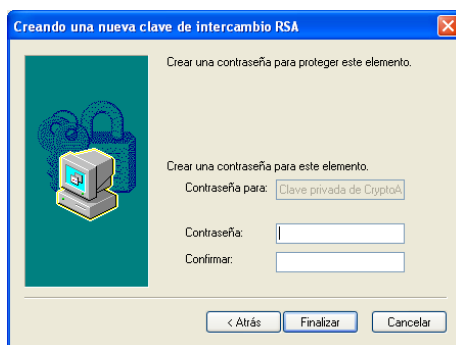 Creando una nueva clave de intercambio RSA
Crear una contraseña para proteger este elemento.
Crear una contraseña para este elemento.
Contraseña para: Clave privada de CryptoA
Contraseña:
Confirmar:
< Atrás Finalizar Cancelar